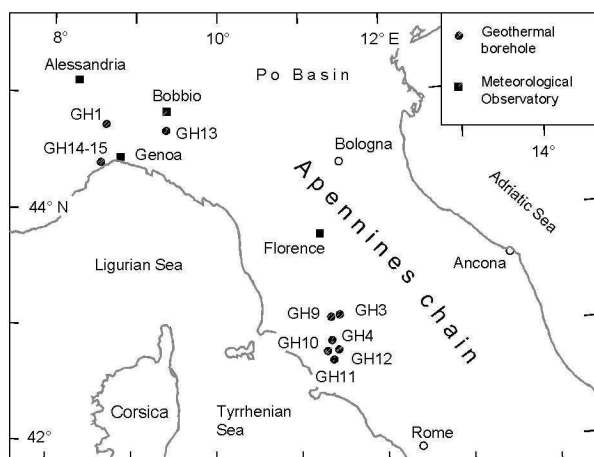 8°
10°
12° E
Geothermal
borehole
Meteorological
Observatory
14°
Alessandria
Po Basin
Bobbio
GH1
GH13
GH14-15
Genoa
Bologna
44° N
Apennines chain
Adriatic Sea
Florence
Ligurian Sea
Ancona
GH9
GH3
GH10
GH4
GH12
GH11
Corsica
Tyrrhenian
Sea
42°
Rome